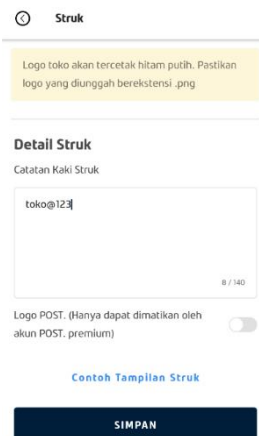 Struk
Logo toko akan tercetak hitam putih. Pastikan
logo yang diunggah berekstensi .png
Detail Struk
Catatan Kaki Struk
toko@123
8 / 140
Logo POST. (Hanya dapat dimatikan oleh
akun POST. premium)
Contoh Tampilan Struk
SIMPAN